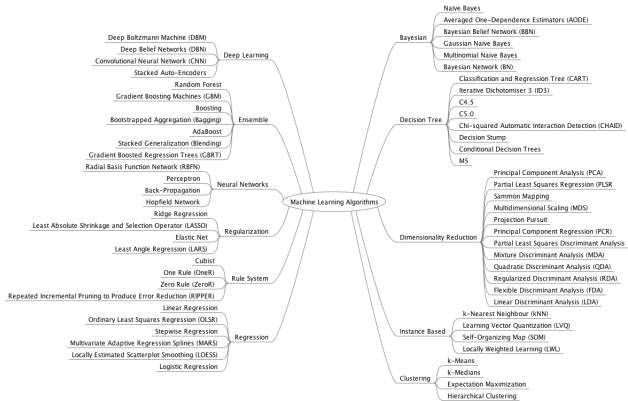 Deep Boltzmann Machine (DBM)
Deep Belief Networks (DBN)
Convolutional Neural Network (CNN)
Stacked Auto-Encoders
Deep Learning
Random Forest
Gradient Boosting Machines (GBM)
Boosting
Bootstrapped Aggregation (Bagging)
AdaBoost
Stacked Generalization (Blending)
Gradient Boosted Regression Trees (GBRT)
Ensemble
Radial Basis Function Network (RBFN)
Perceptron
Back-Propagation
Hopfield Network
Neural Networks
Ridge Regression
Least Absolute Shrinkage and Selection Operator (LASSO)
Elastic Net
Least Angle Regression (LARS)
Regularization
Cubist
One Rule (OneR)
Zero Rule (ZeroR)
Repeated Incremental Pruning to Produce Error Reduction (RIPPER)
Rule System
Linear Regression
Ordinary Least Squares Regression (OLSR)
Stepwise Regression
Multivariate Adaptive Regression Splines (MARS)
Locally Estimated Scatterplot Smoothing (LOESS)
Logistic Regression
Regression
Machine Learning Algorithms
Bayesian
Naive Bayes
Averaged One-Dependence Estimators (AODE)
Bayesian Belief Network (BBN)
Gaussian Naive Bayes
Multinomial Naive Bayes
Bayesian Network (BN)
Decision Tree
Classification and Regression Tree (CART)
Iterative Dichotomiser 3 (ID3)
C4.5
C5.0
Chi-squared Automatic Interaction Detection (CHAID)
Decision Stump
Conditional Decision Trees
M5
Dimensionality Reduction
Principal Component Analysis (PCA)
Partial Least Squares Regression (PLSR)
Sammon Mapping
Multidimensional Scaling (MDS)
Projection Pursuit
Principal Component Regression (PCR)
Partial Least Squares Discriminant Analysis
Mixture Discriminant Analysis (MDA)
Quadratic Discriminant Analysis (QDA)
Regularized Discriminant Analysis (RDA)
Flexible Discriminant Analysis (FDA)
Linear Discriminant Analysis (LDA)
Instance Based
k-Nearest Neighbour (kNN)
Learning Vector Quantization (LVQ)
Self-Organizing Map (SOM)
Locally Weighted Learning (LWL)
Clustering
k-Means
k-Medians
Expectation Maximization
Hierarchical Clustering